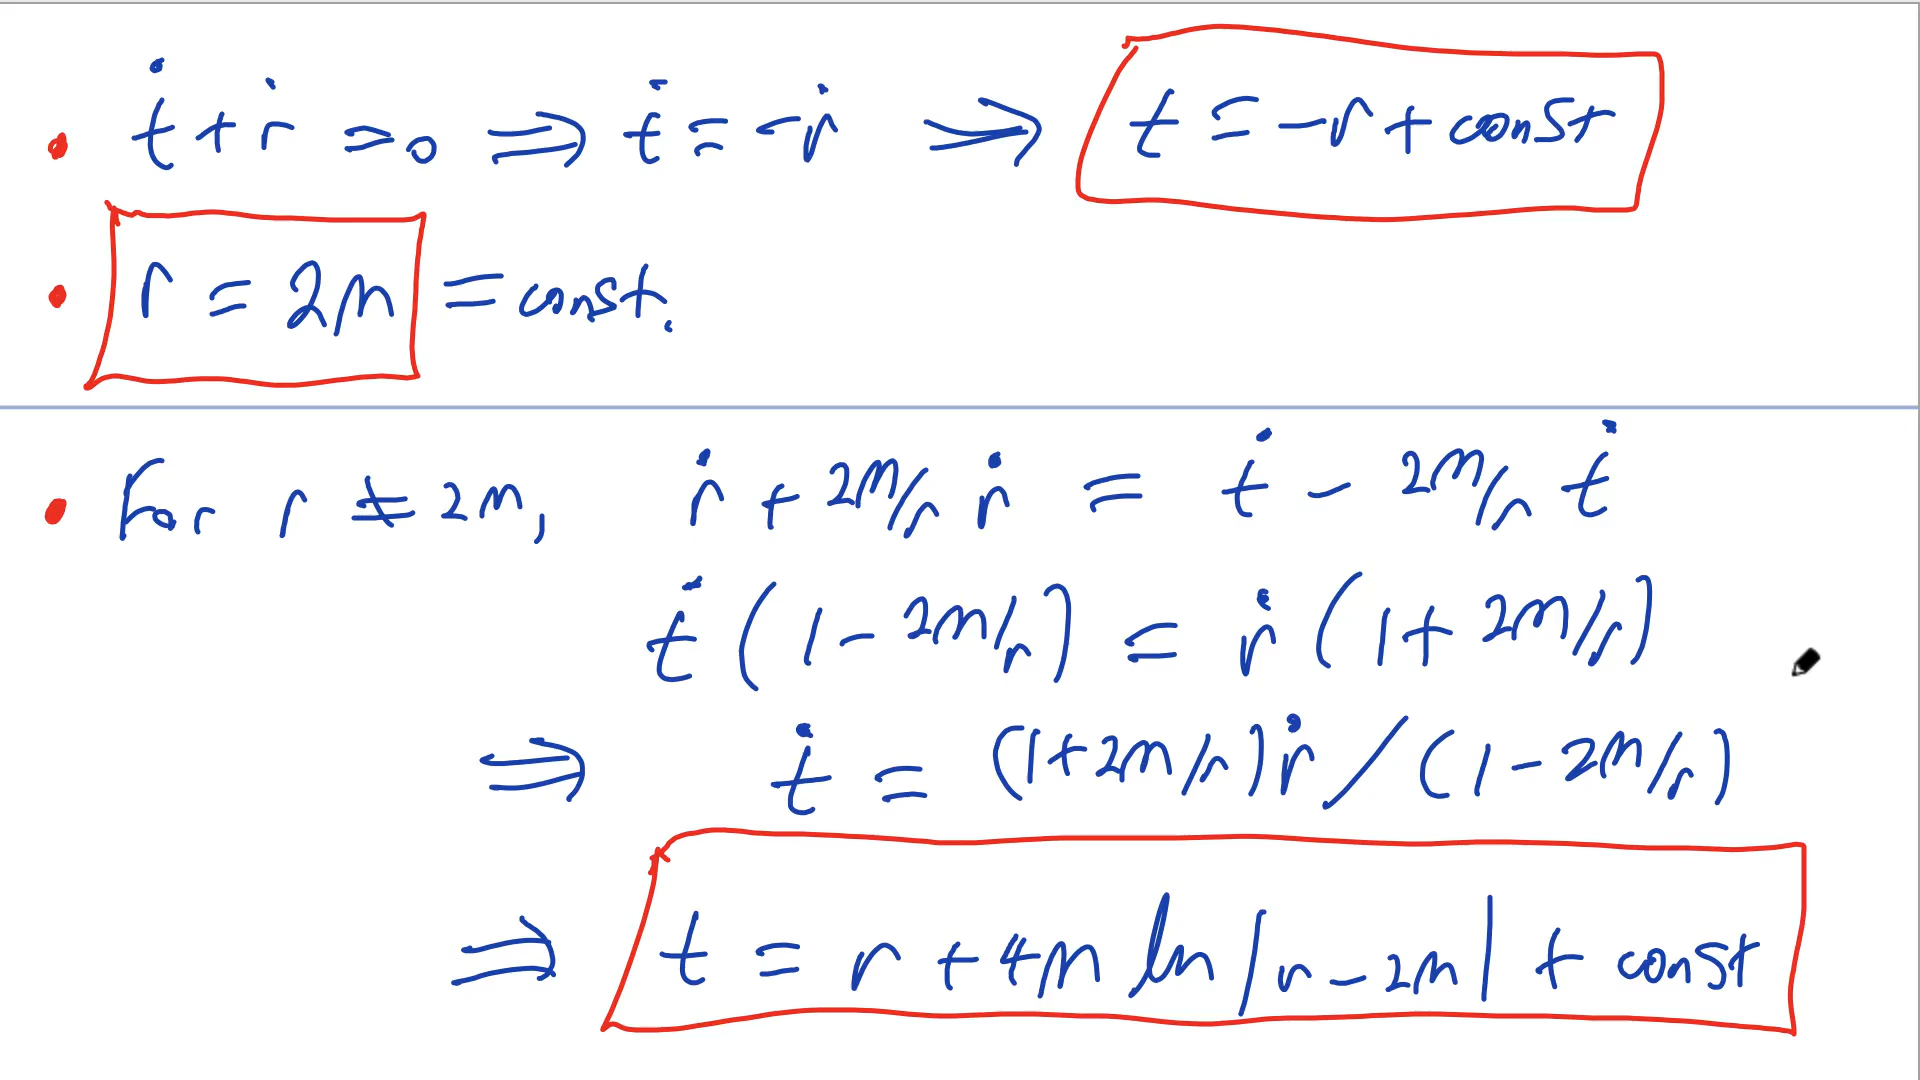 • ṫ + ṙ = 0 ⟹ ṫ = -ṙ ⟹ t = -r + const
• r = 2m = const.
• For r ≠ 2m, ṙ + 2m/r ṙ = ṫ - 2m/r ṫ
ṫ (1 - 2m/r) = ṙ (1 + 2m/r)
⟹ ṫ = (1+2m/r)ṙ / (1 - 2m/r)
⟹ t = r + 4m ln |r - 2m| + const